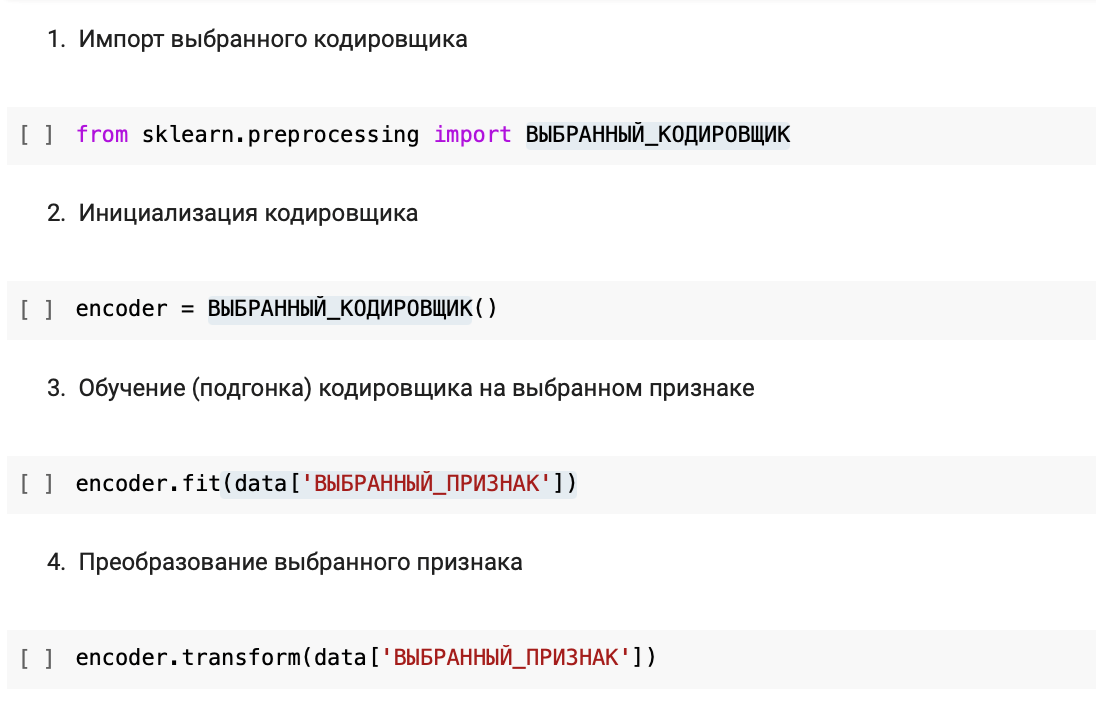 1. Импорт выбранного кодировщика
[ ] from sklearn.preprocessing import ВЫБРАННЫЙ_КОДИРОВЩИК
2. Инициализация кодировщика
[ ] encoder = ВЫБРАННЫЙ_КОДИРОВЩИК()
3. Обучение (подгонка) кодировщика на выбранном признаке
[ ] encoder.fit(data['ВЫБРАННЫЙ_ПРИЗНАК'])
4. Преобразование выбранного признака
[ ] encoder.transform(data['ВЫБРАННЫЙ_ПРИЗНАК'])